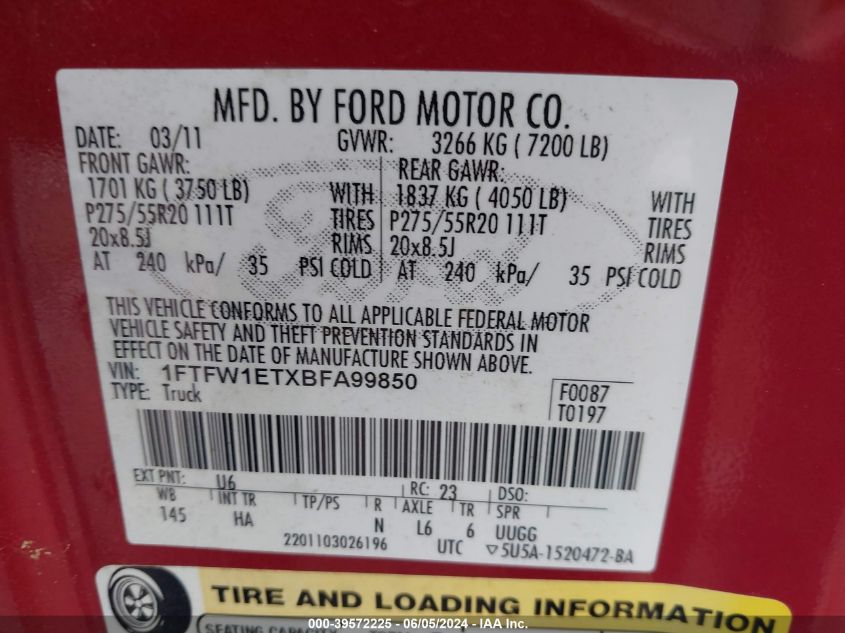 MFD. BY FORD MOTOR CO.
DATE: 03/11 GVWR: 3266 KG ( 7200 LB)
FRONT GAWR: REAR GAWR:
1701 KG ( 3750 LB) WITH 1837 KG ( 4050 LB) WITH
P275/55R20 111T TIRES P275/55R20 111T TIRES
20x8.5J RIMS 20x8.5J RIMS
AT 240 kPa/ 35 PSI COLD AT 240 kPa/ 35 PSI COLD
THIS VEHICLE CONFORMS TO ALL APPLICABLE FEDERAL MOTOR
VEHICLE SAFETY AND THEFT PREVENTION STANDARDS IN
EFFECT ON THE DATE OF MANUFACTURE SHOWN ABOVE.
VIN: 1FTFW1ETXBFA99850 F0087
TYPE: Truck T0197
EXT PNT: U6 RC: 23 DSO:
WB INT TR TP/PS R AXLE TR SPR
145 HA N L6 6 UUGG
2201103026196 UTC ▽5U5A-1520472-BA
TIRE AND LOADING INFORMATION
SEATING CAPACITY
000-39572225 - 06/05/2024 - IAAI.COM